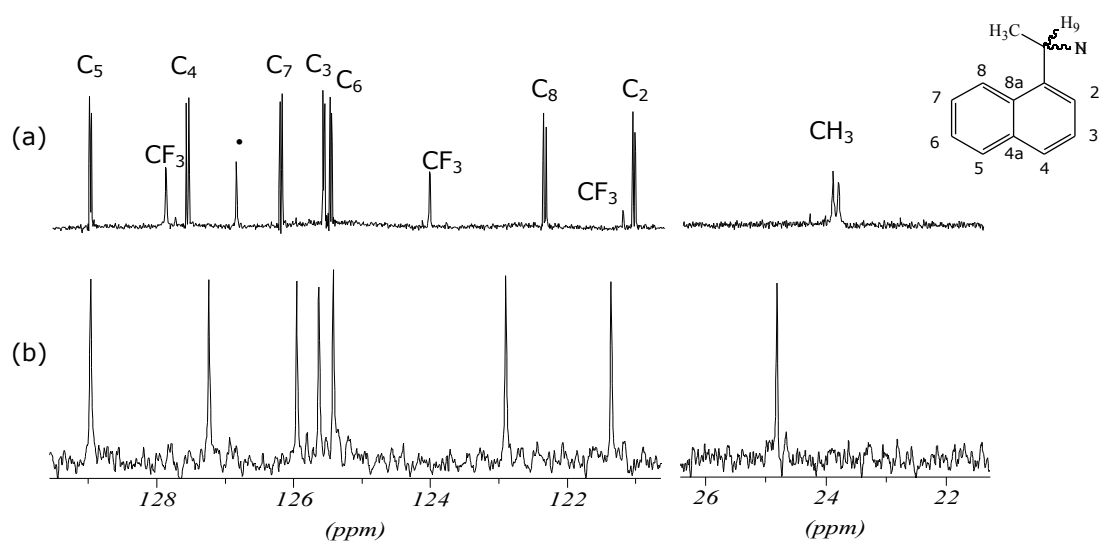 H₃C
H₉
N
8
8a
2
7
3
6
4a
5
4
C₅
C₄
C₇
C₃
C₆
C₈
C₂
CH₃
(a)
CF₃
•
CF₃
CF₃
(b)
128
126
124
122
26
24
22
(ppm)
(ppm)